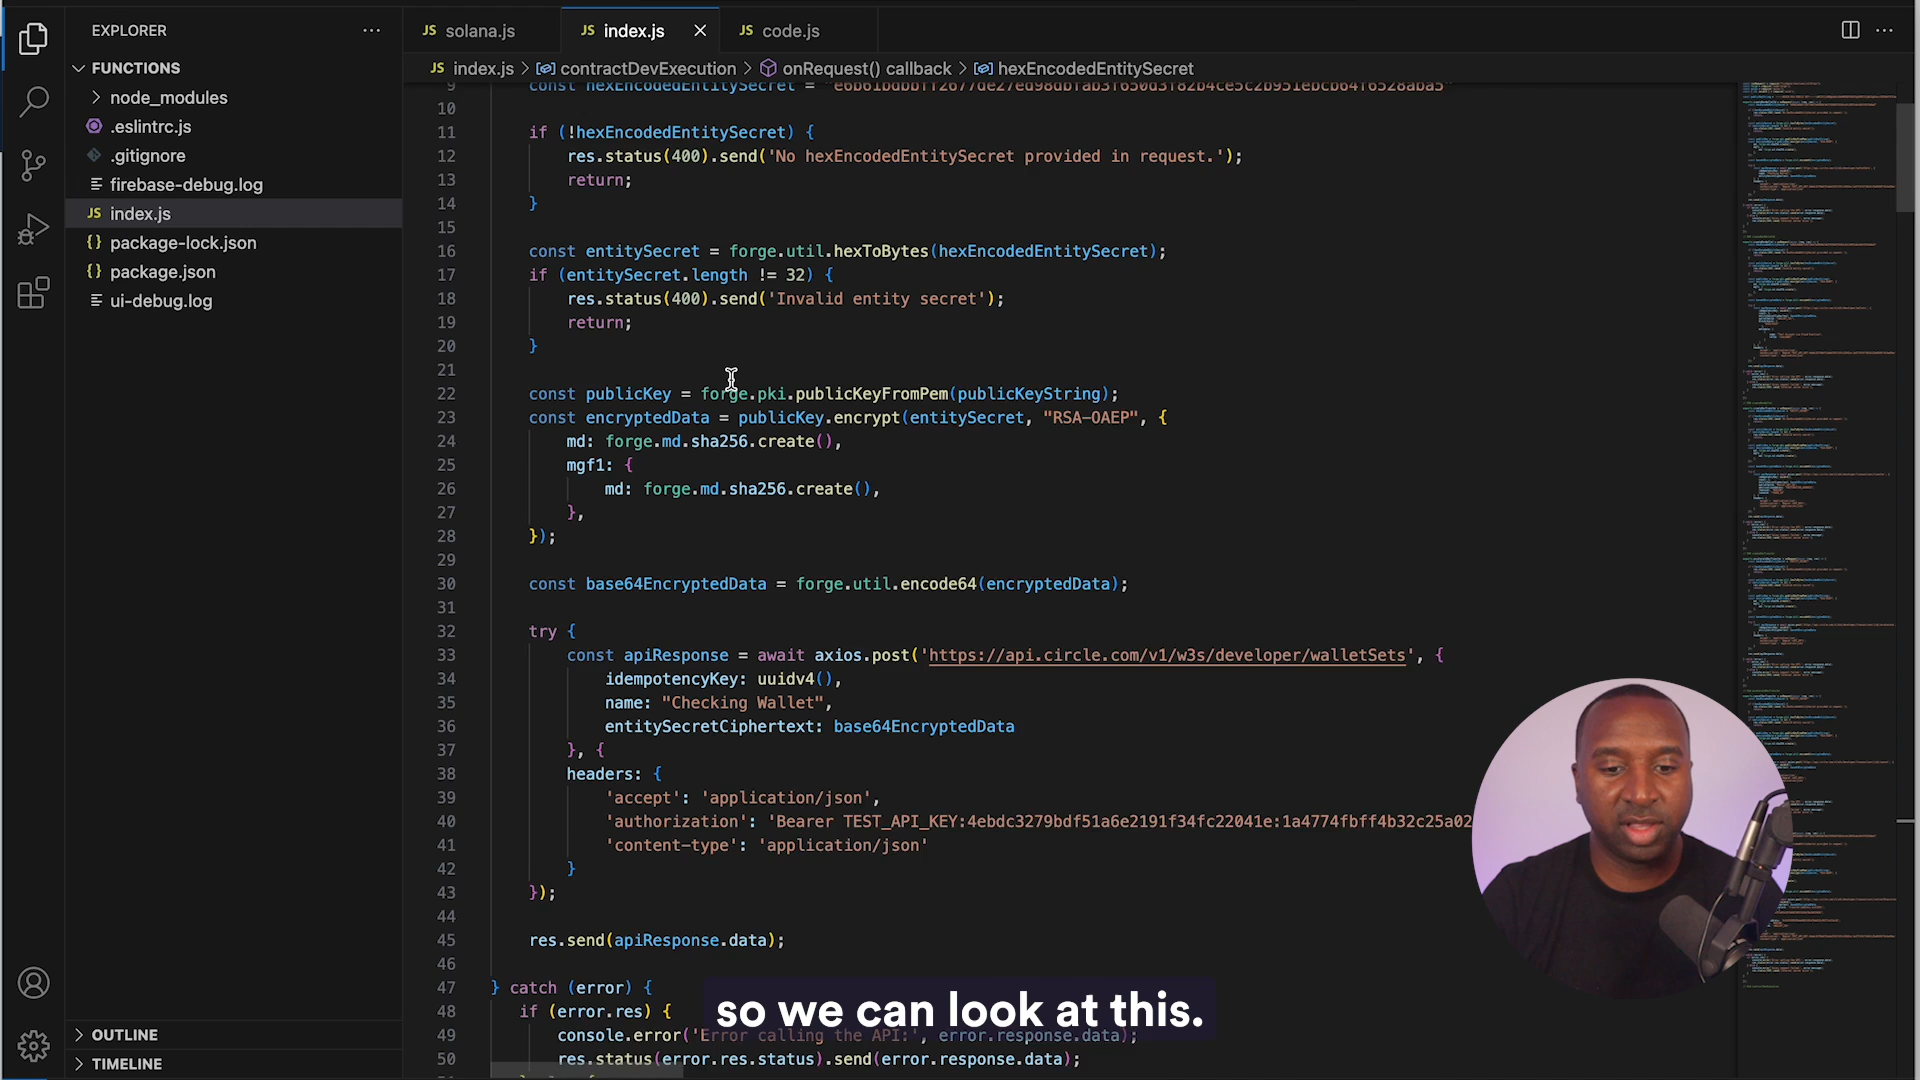 EXPLORER
FUNCTIONS
node_modules
.eslintrc.js
.gitignore
firebase-debug.log
JS index.js
{} package-lock.json
{} package.json
ui-debug.log
OUTLINE
TIMELINE
JS solana.js
JS index.js
JS code.js
JS index.js > contractDevExecution > onRequest() callback > hexEncodedEntitySecret
9 const hexEncodedEntitySecret =
10
11 if (!hexEncodedEntitySecret) {
12 res.status(400).send('No hexEncodedEntitySecret provided in request.');
13 return;
14 }
15
16 const entitySecret = forge.util.hexToBytes(hexEncodedEntitySecret);
17 if (entitySecret.length != 32) {
18 res.status(400).send('Invalid entity secret');
19 return;
20 }
21
22 const publicKey = forge.pki.publicKeyFromPem(publicKeyString);
23 const encryptedData = publicKey.encrypt(entitySecret, "RSA-OAEP", {
24 md: forge.md.sha256.create(),
25 mgf1: {
26 md: forge.md.sha256.create(),
27 },
28 });
29
30 const base64EncryptedData = forge.util.encode64(encryptedData);
31
32 try {
33 const apiResponse = await axios.post('https://api.circle.com/v1/w3s/developer/walletSets', {
34 idempotencyKey: uuidv4(),
35 name: "Checking Wallet",
36 entitySecretCiphertext: base64EncryptedData
37 }, {
38 headers: {
39 'accept': 'application/json',
40 'authorization': 'Bearer TEST_API_KEY:4ebdc3279bdf51a6e2191f34fc22041e:1a4774fbff4b32c25a02
41 'content-type': 'application/json'
42 }
43 });
44
45 res.send(apiResponse.data);
46
47 } catch (error) {
48 if (error.res) {
49 console.error('Error calling the API:', error.response.data);
50 res.status(error.res.status).send(error.response.data);
so we can look at this.